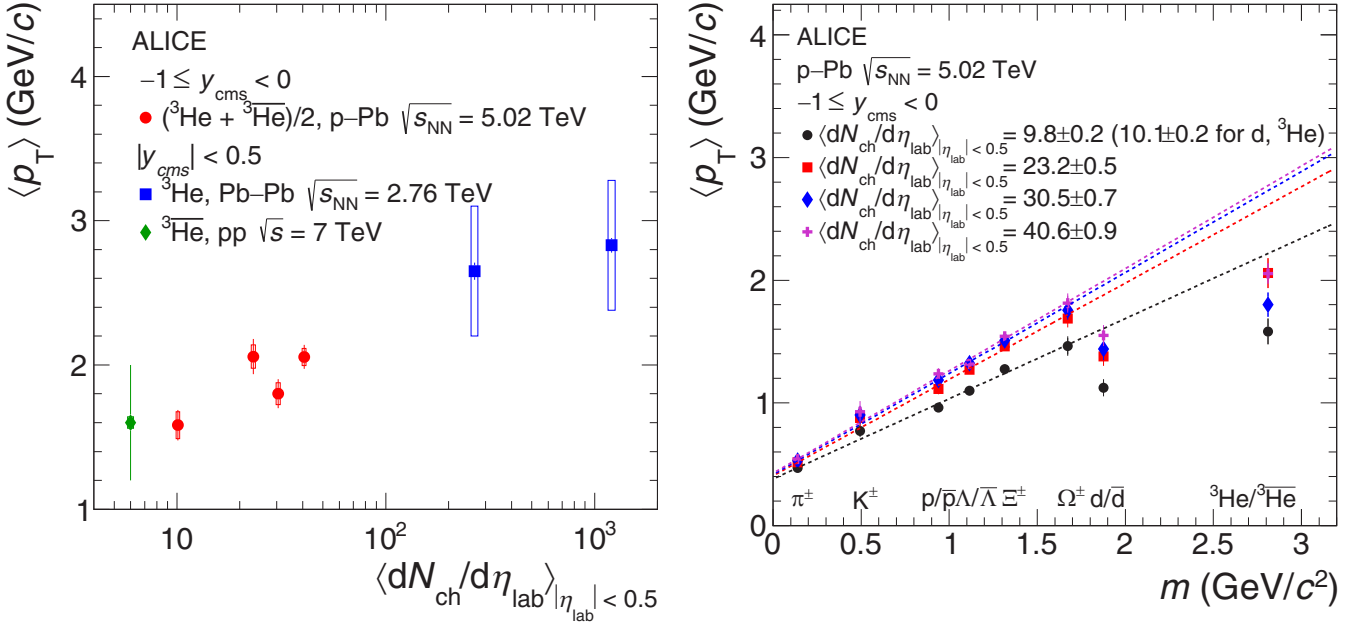 ⟨p_T⟩ (GeV/c)
4
3
2
1
ALICE
−1 ≤ y_cms < 0
(³He + ³H̅e̅)/2, p–Pb √s_NN = 5.02 TeV
|y_cms| < 0.5
³He, Pb–Pb √s_NN = 2.76 TeV
³H̅e̅, pp √s = 7 TeV
10 10² 10³
⟨dN_ch/dη_lab⟩_|η_lab| < 0.5
⟨p_T⟩ (GeV/c)
4
3
2
1
0
ALICE
p–Pb √s_NN = 5.02 TeV
−1 ≤ y_cms < 0
⟨dN_ch/dη_lab⟩_|η_lab| < 0.5 = 9.8±0.2 (10.1±0.2 for d, ³He)
⟨dN_ch/dη_lab⟩_|η_lab| < 0.5 = 23.2±0.5
⟨dN_ch/dη_lab⟩_|η_lab| < 0.5 = 30.5±0.7
⟨dN_ch/dη_lab⟩_|η_lab| < 0.5 = 40.6±0.9
π± K± p/p̅ Λ/Λ̅ Ξ± Ω± d/d̅ ³He/³H̅e̅
0 0.5 1 1.5 2 2.5 3
m (GeV/c²)